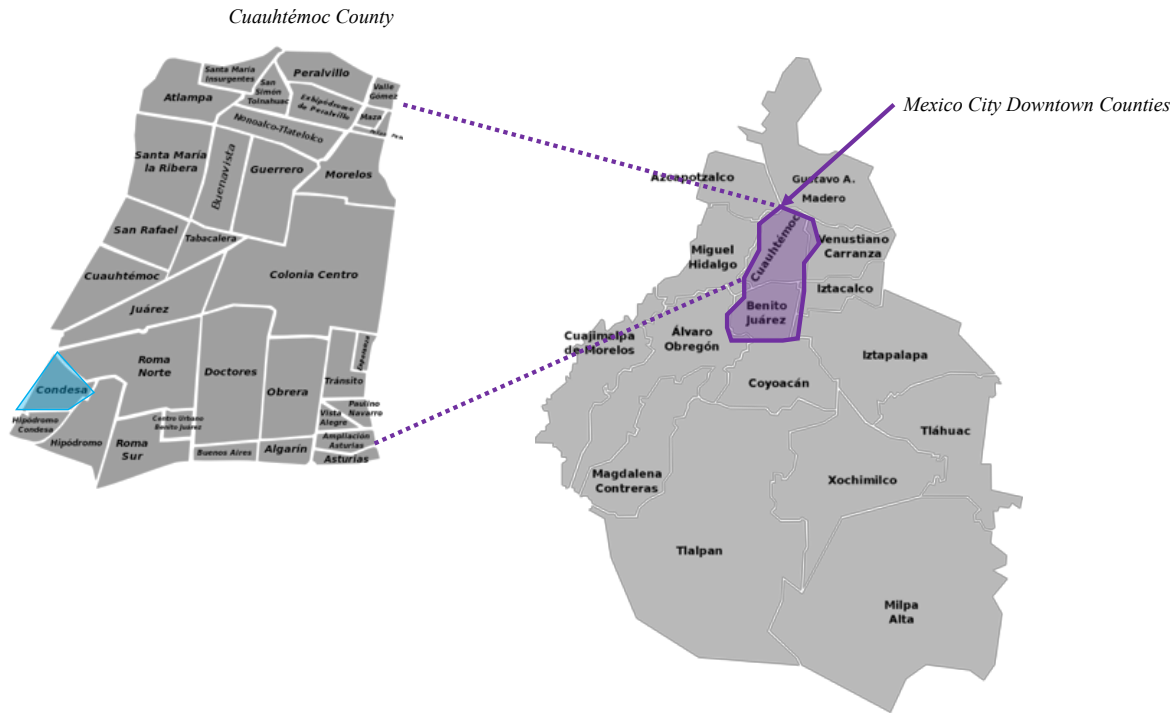 Cuauhtémoc County
Santa María
Insurgentes
Peralvillo
Valle
Gómez
San
Simón
Tolnahuac
Atlampa
Exhipódromo
de Peralvillo
Maza
Nonoalco-Tlatelolco
Santa María
la Ribera
Buenavista
Guerrero
Morelos
San Rafael
Tabacalera
Cuauhtémoc
Colonia Centro
Juárez
Esperanza
Roma
Norte
Doctores
Tránsito
Condesa
Obrera
Paulino
Navarro
Vista
Alegre
Hipódromo
Condesa
Centro Urbano
Benito Juárez
Hipódromo
Roma
Sur
Ampliación
Asturias
Buenos Aires
Algarín
Asturias
Mexico City Downtown Counties
Azcapotzalco
Gustavo A.
Madero
Miguel
Hidalgo
Cuauhtémoc
Venustiano
Carranza
Iztacalco
Benito
Juárez
Cuajimalpa
de Morelos
Álvaro
Obregón
Iztapalapa
Coyoacán
Tláhuac
Magdalena
Contreras
Xochimilco
Tlalpan
Milpa
Alta